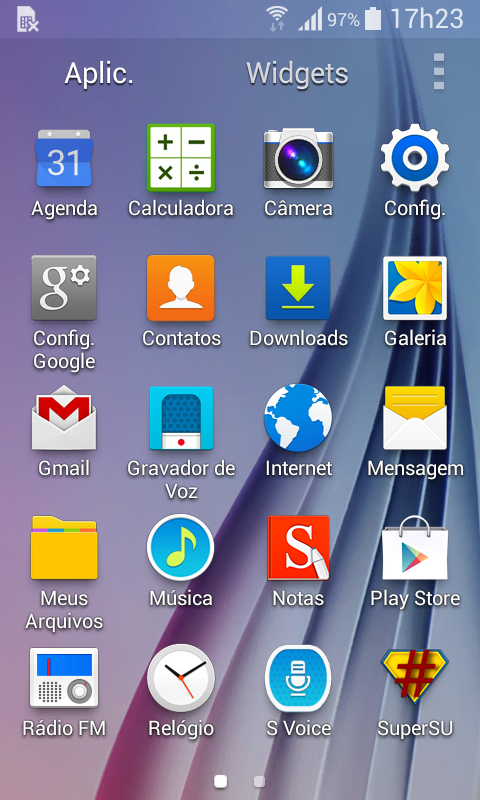 97% 17h23
Aplic. Widgets
31
Agenda Calculadora Câmera Config.
g
Config. Contatos Downloads Galeria
Google
Gmail Gravador de Internet Mensagem
Voz
S
Meus Música Notas Play Store
Arquivos
Rádio FM Relógio S Voice SuperSU